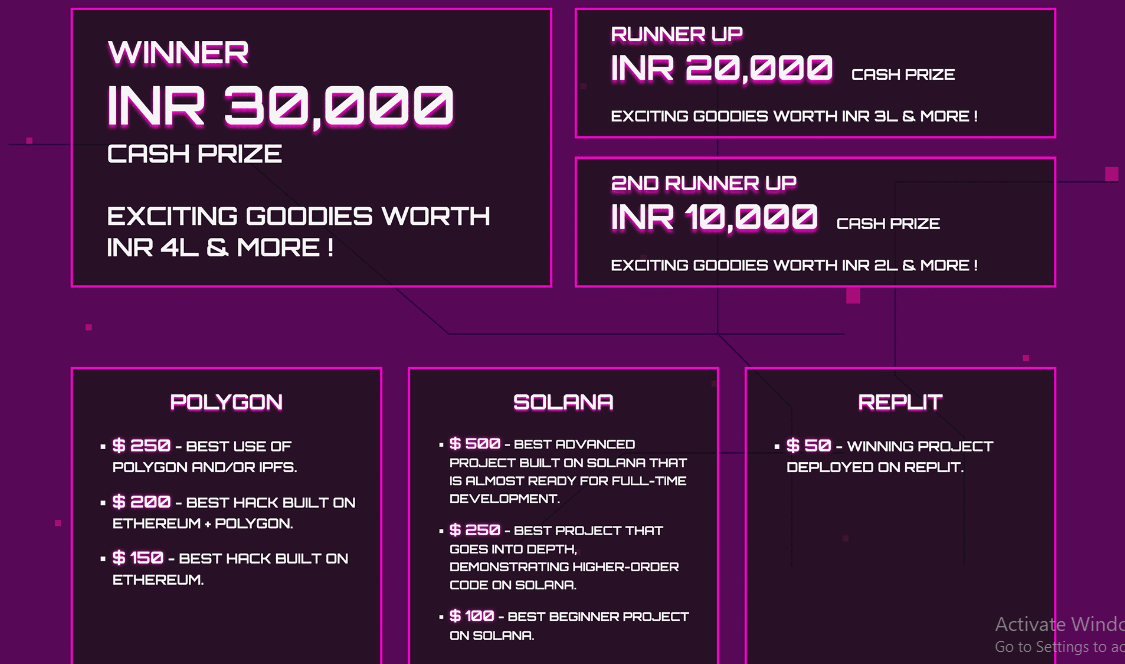 WINNER
INR 30,000
CASH PRIZE
EXCITING GOODIES WORTH
INR 4L & MORE !
RUNNER UP
INR 20,000 CASH PRIZE
EXCITING GOODIES WORTH INR 3L & MORE !
2ND RUNNER UP
INR 10,000 CASH PRIZE
EXCITING GOODIES WORTH INR 2L & MORE !
POLYGON
▪ $ 250 - BEST USE OF
POLYGON AND/OR IPFS.
▪ $ 200 - BEST HACK BUILT ON
ETHEREUM + POLYGON.
▪ $ 150 - BEST HACK BUILT ON
ETHEREUM.
SOLANA
▪ $ 500 - BEST ADVANCED
PROJECT BUILT ON SOLANA THAT
IS ALMOST READY FOR FULL-TIME
DEVELOPMENT.
▪ $ 250 - BEST PROJECT THAT
GOES INTO DEPTH,
DEMONSTRATING HIGHER-ORDER
CODE ON SOLANA.
▪ $ 100 - BEST BEGINNER PROJECT
ON SOLANA.
REPLIT
▪ $ 50 - WINNING PROJECT
DEPLOYED ON REPLIT.
Activate
Go to Settings to